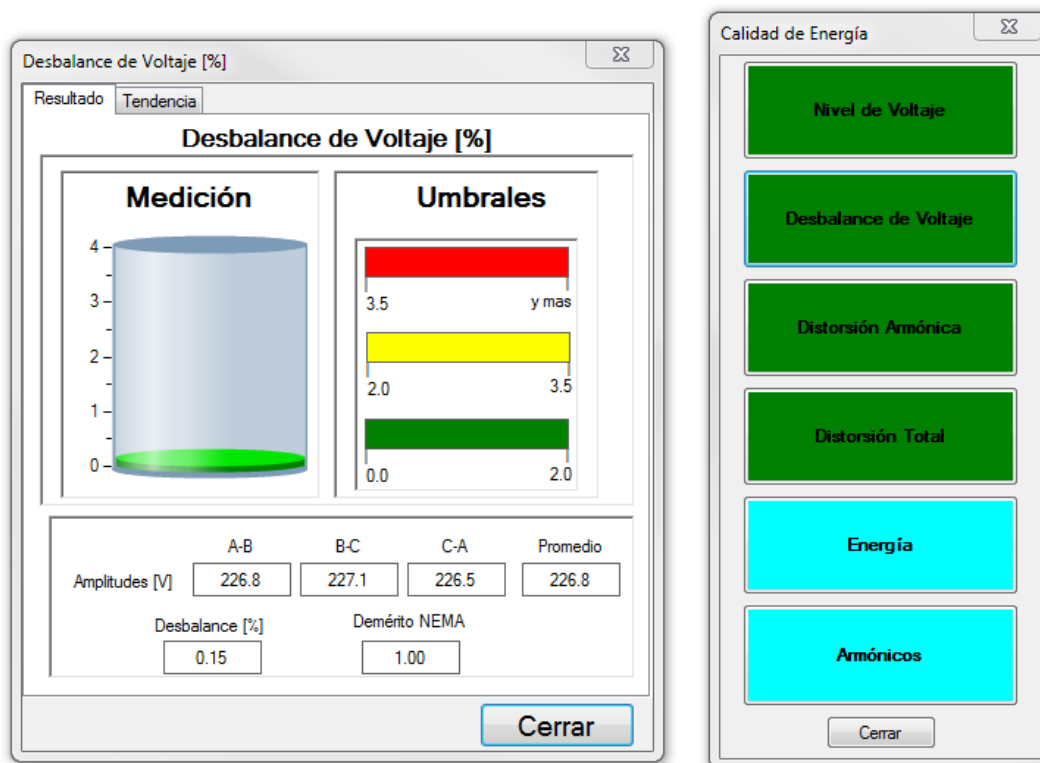 Desbalance de Voltaje [%]
Resultado
Tendencia
Desbalance de Voltaje [%]
Medición
4
3
2
1
0
Umbrales
3.5 y mas
2.0 3.5
0.0 2.0
A-B B-C C-A Promedio
Amplitudes [V] 226.8 227.1 226.5 226.8
Desbalance [%] Demérito NEMA
0.15 1.00
Cerrar
Calidad de Energía
Nivel de Voltaje
Desbalance de Voltaje
Distorsión Armónica
Distorsión Total
Energía
Armónicos
Cerrar